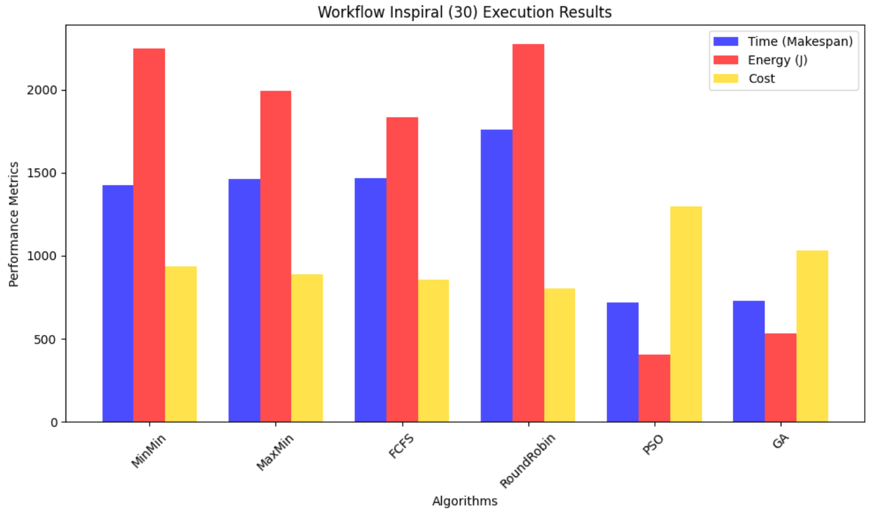 Workflow Inspiral (30) Execution Results
Time (Makespan)
Energy (J)
Cost
Performance Metrics
2000
1500
1000
500
0
MinMin
MaxMin
FCFS
RoundRobin
PSO
GA
Algorithms